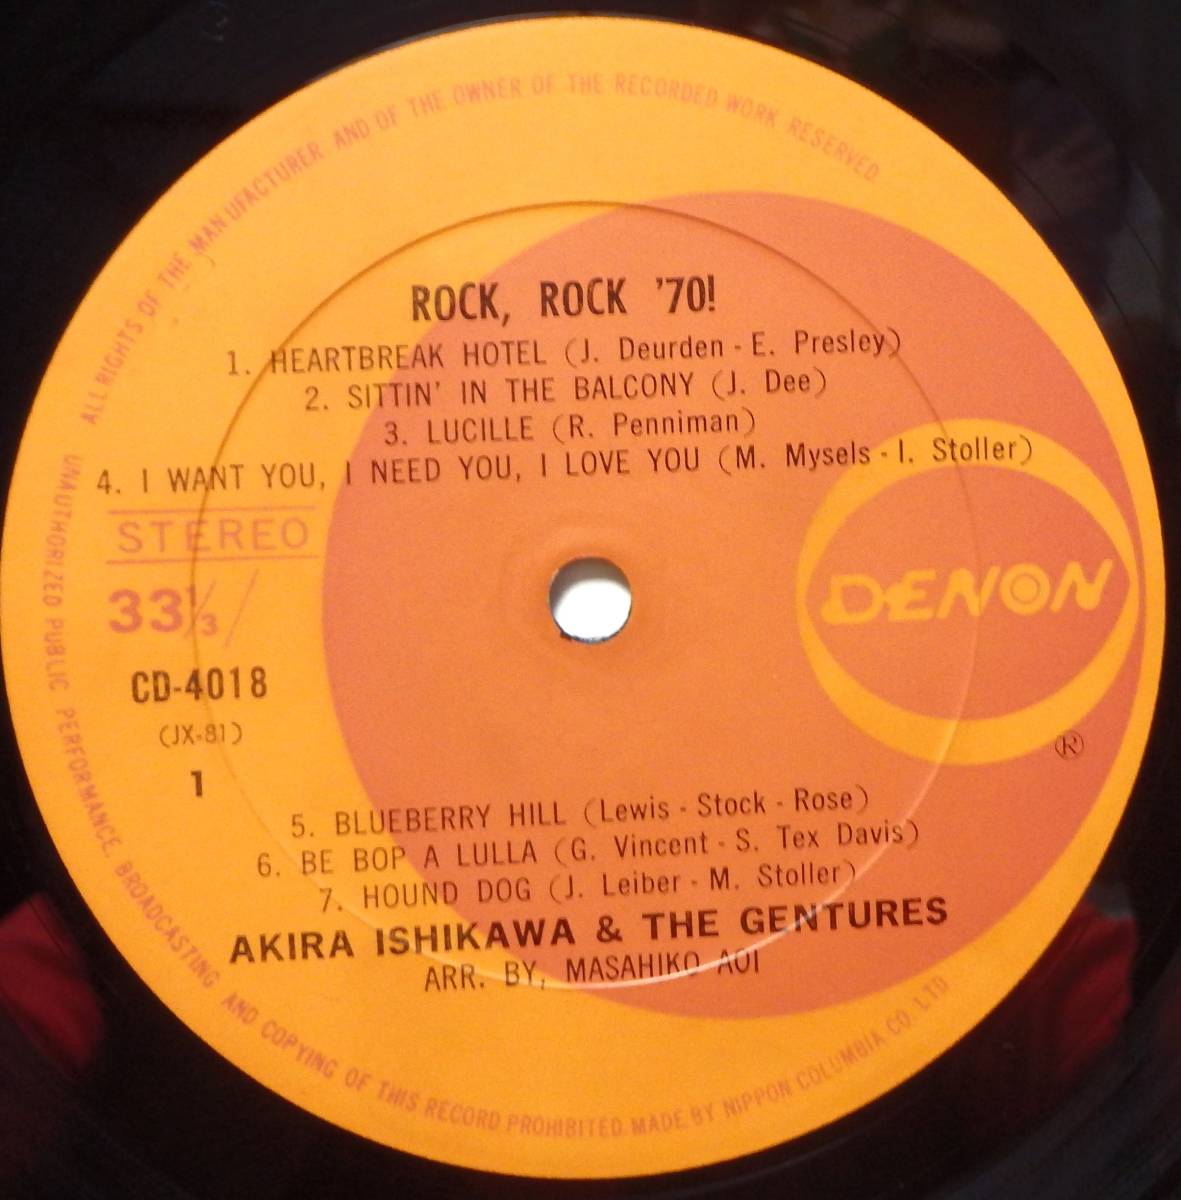 ALL RIGHTS OF THE MANUFACTURER AND OF THE OWNER OF THE RECORDED WORK RESERVED
ROCK, ROCK '70!
1. HEARTBREAK HOTEL (J. Deurden - E. Presley)
2. SITTIN' IN THE BALCONY (J. Dee)
3. LUCILLE (R. Penniman)
4. I WANT YOU, I NEED YOU, I LOVE YOU (M. Mysels - I. Stoller)
STEREO
33 1/3
CD-4018
(JX-81)
1
DENON
®
5. BLUEBERRY HILL (Lewis - Stock - Rose)
6. BE BOP A LULLA (G. Vincent - S. Tex Davis)
7. HOUND DOG (J. Leiber - M. Stoller)
AKIRA ISHIKAWA & THE GENTURES
ARR. BY, MASAHIKO AOI
UNAUTHORIZED PUBLIC PERFORMANCE, BROADCASTING AND COPYING OF THIS RECORD PROHIBITED. MADE BY NIPPON COLUMBIA CO. LTD